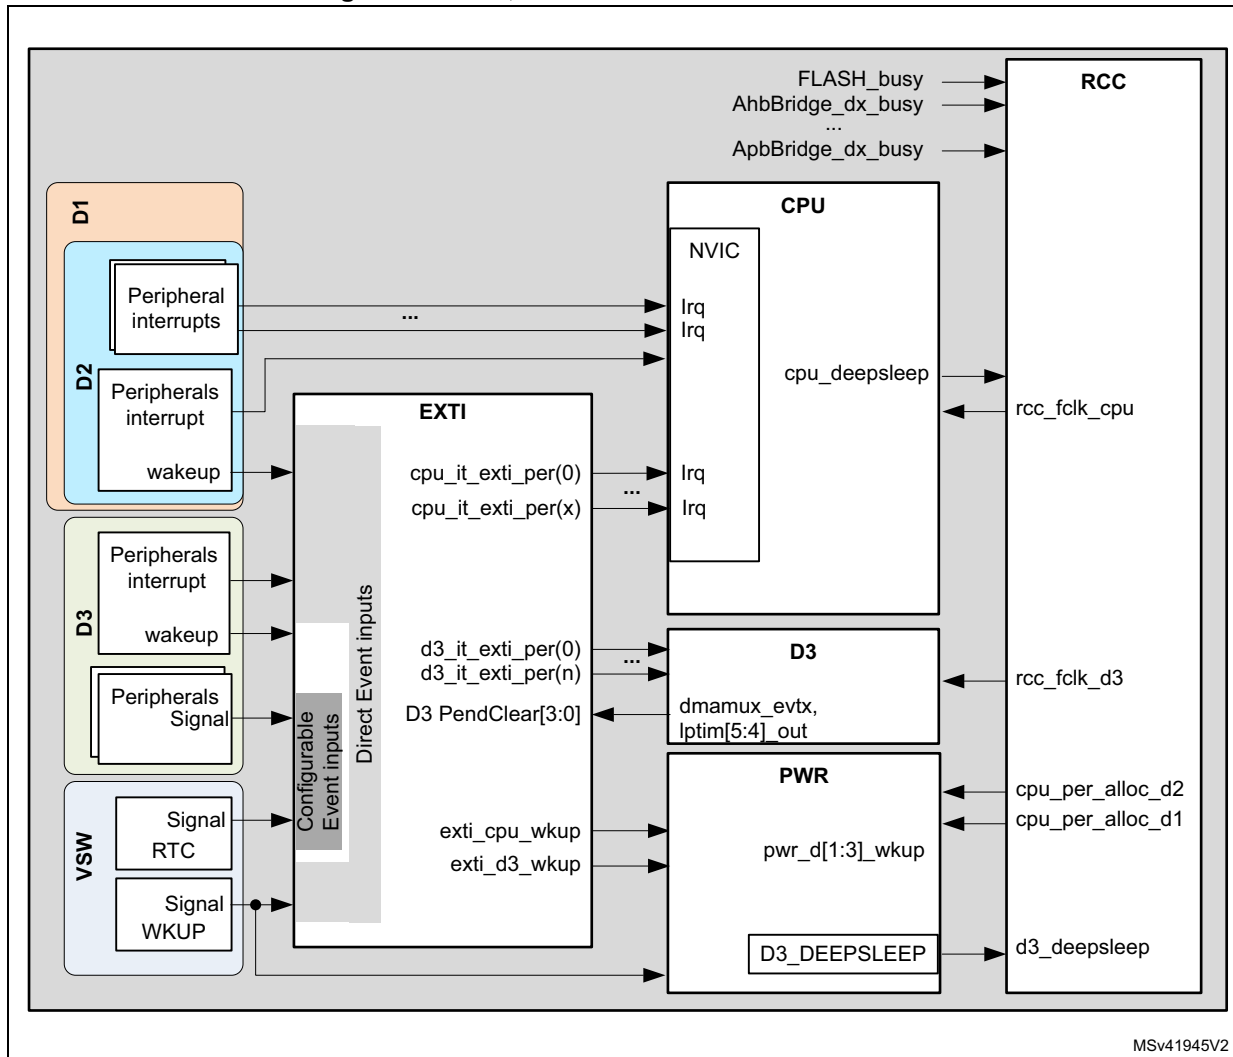 FLASH_busy
AhbBridge_dx_busy
...
ApbBridge_dx_busy
RCC
D1
D2
Peripheral
interrupts
...
Peripherals
interrupt
wakeup
CPU
NVIC
Irq
Irq
cpu_deepsleep
rcc_fclk_cpu
EXTI
cpu_it_exti_per(0)
...
cpu_it_exti_per(x)
Irq
Irq
D3
Peripherals
interrupt
wakeup
Peripherals
Signal
Direct Event inputs
Configurable
Event inputs
d3_it_exti_per(0)
...
d3_it_exti_per(n)
D3 PendClear[3:0]
D3
dmamux_evtx,
lptim[5:4]_out
rcc_fclk_d3
VSW
Signal
RTC
Signal
WKUP
exti_cpu_wkup
exti_d3_wkup
PWR
pwr_d[1:3]_wkup
cpu_per_alloc_d2
cpu_per_alloc_d1
D3_DEEPSLEEP
d3_deepsleep
MSv41945V2